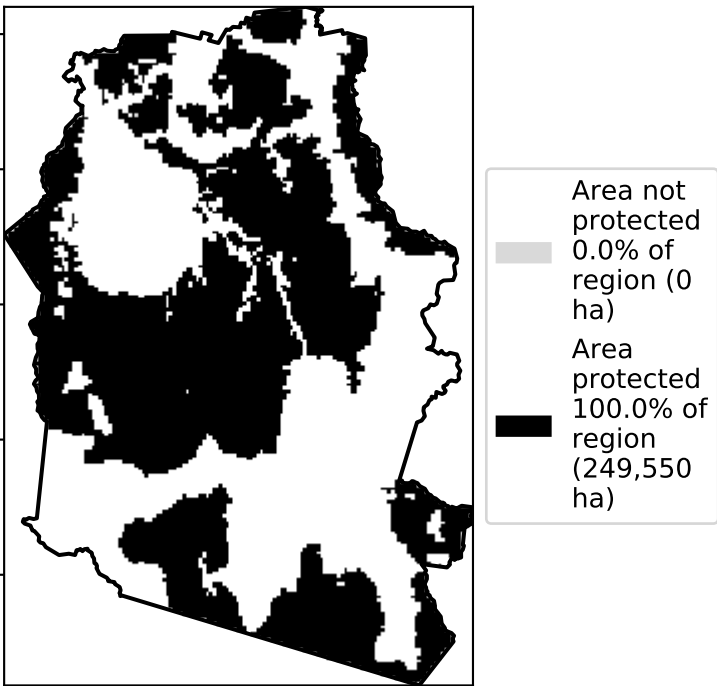 Area not
protected
0.0% of
region (0
ha)
Area
protected
100.0% of
region
(249,550
ha)